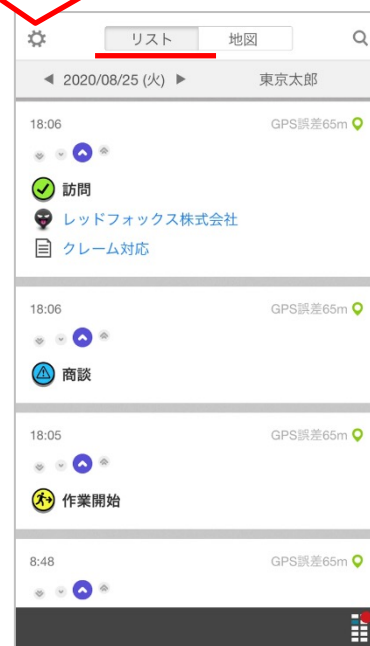 リスト 地図
◀ 2020/08/25 (火) ▶ 東京太郎
18:06 GPS誤差65m
訪問
レッドフォックス株式会社
クレーム対応
18:06 GPS誤差65m
商談
18:05 GPS誤差65m
作業開始
8:48 GPS誤差65m